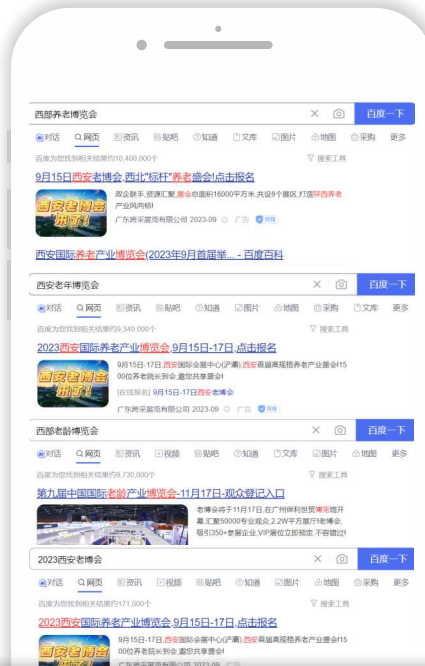 西部养老博览会
百度一下
对话 网页 资讯 贴吧 知道 文库 图片 地图 采购 更多
百度为您找到相关结果约10,400,000个 搜索工具
9月15日西安老博会,西北"标杆"养老盛会!点击报名
政企联手,资源汇聚,展会总面积16000平方米,共设8个展区,打造陕西养老
产业风向标!
西安老博会
来了!
广东跨采展览有限公司 2023-09 广告
西安国际养老产业博览会(2023年9月首届举... - 百度百科
西安老年博览会
百度一下
对话 网页 资讯 贴吧 知道 图片 地图 采购 文库 更多
百度为您找到相关结果约9,340,000个 搜索工具
2023西安国际养老产业博览会,9月15日-17日,点击报名
9月15日-17日,西安国际会展中心(浐灞),西安首届高规格养老产业盛会!15
00位养老院长到会,邀您共享盛会!
西安老博会
来了!
[在线报名] 9月15日-17日西安老博会
广东跨采展览有限公司 2023-09 广告
西部老龄博览会
百度一下
对话 网页 资讯 视频 贴吧 知道 文库 图片 地图 更多
百度为您找到相关结果约9,730,000个 搜索工具
第九届中国国际老龄产业博览会-11月17日-观众登记入口
老博会将于11月17日,在广州保利世贸博览馆开
幕,汇聚50000专业观众,2.2W平方展厅!老博会,
吸引350+参展企业,VIP展位立即预定,不容错过!
2023西安老博会
百度一下
对话 网页 资讯 视频 贴吧 知道 图片 地图 采购 更多
百度为您找到相关结果约171,000个 搜索工具
2023西安国际养老产业博览会,9月15日-17日,点击报名
9月15日-17日,西安国际会展中心(浐灞),西安首届高规格养老产业盛会!15
00位养老院长到会,邀您共享盛会!
西安老博会
来了!
广东跨采展览有限公司 2023-09 广告